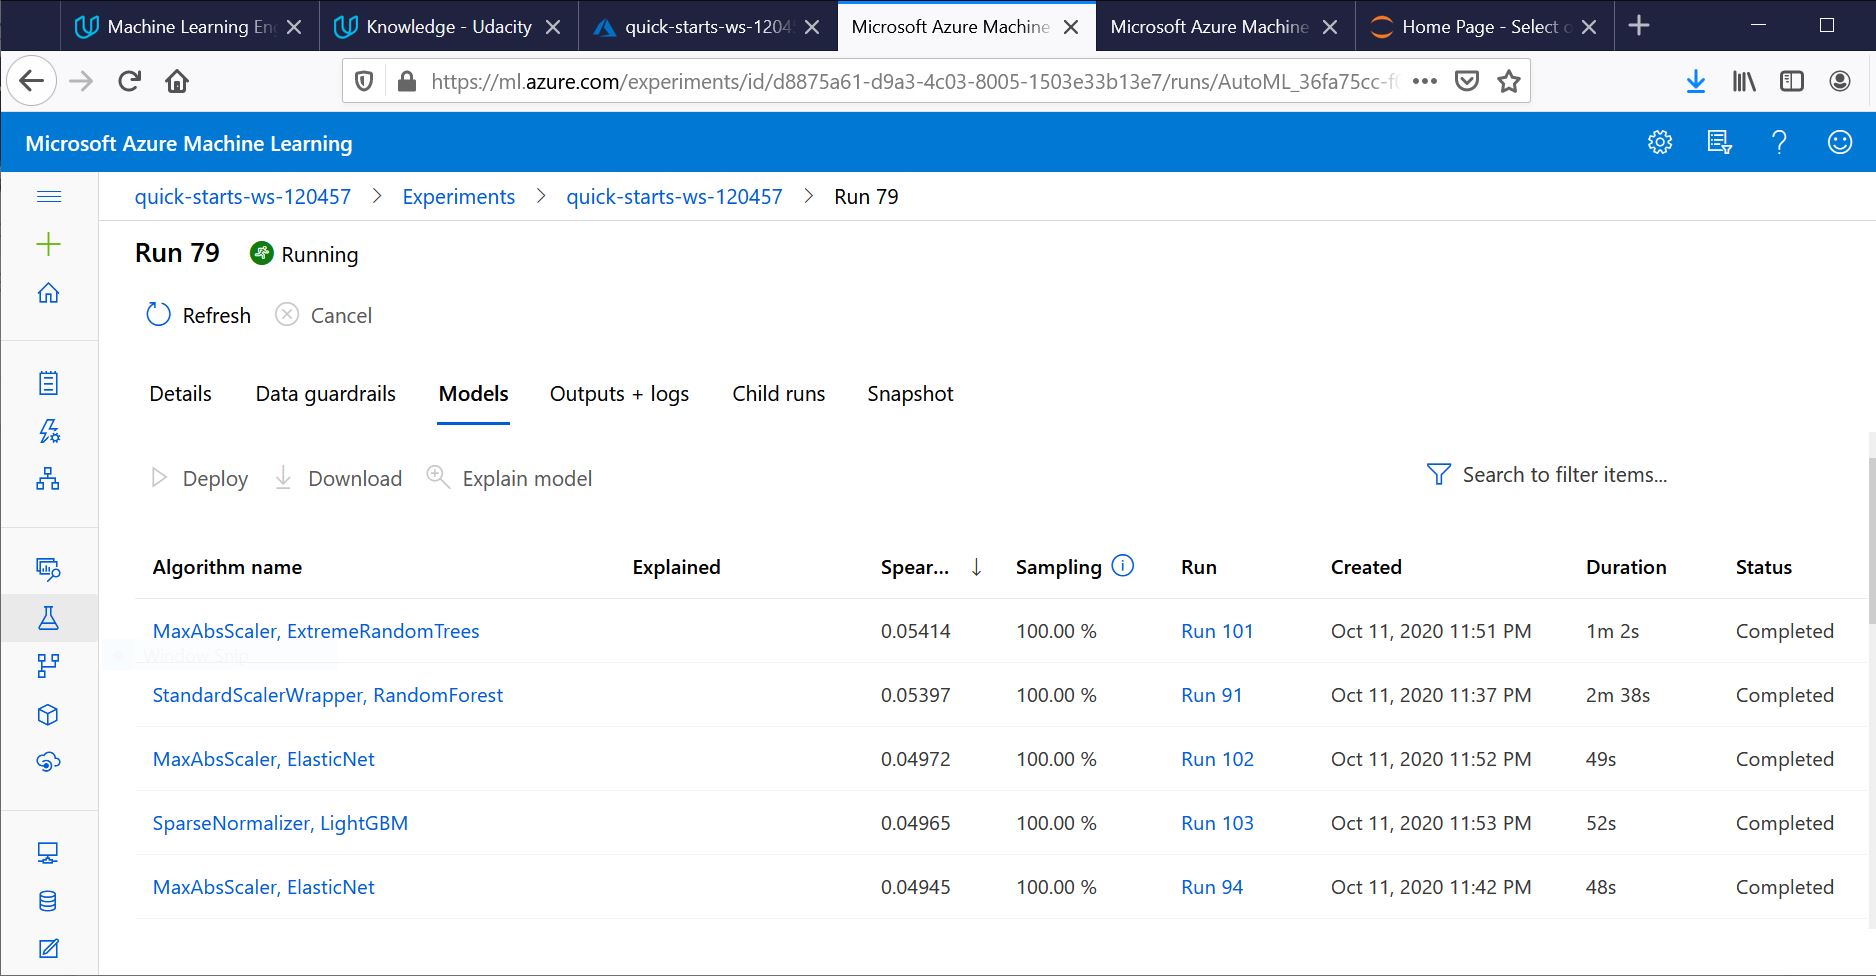 Machine Learning En
Knowledge - Udacity
quick-starts-ws-1204
Microsoft Azure Machine
Microsoft Azure Machine
Home Page - Select o
https://ml.azure.com/experiments/id/d8875a61-d9a3-4c03-8005-1503e33b13e7/runs/AutoML_36fa75cc-f
Microsoft Azure Machine Learning
quick-starts-ws-120457 > Experiments > quick-starts-ws-120457 > Run 79
Run 79 Running
Refresh Cancel
Details Data guardrails Models Outputs + logs Child runs Snapshot
Deploy Download Explain model Search to filter items...
Algorithm name Explained Spear... ↓ Sampling Run Created Duration Status
MaxAbsScaler, ExtremeRandomTrees 0.05414 100.00 % Run 101 Oct 11, 2020 11:51 PM 1m 2s Completed
Window Snip
StandardScalerWrapper, RandomForest 0.05397 100.00 % Run 91 Oct 11, 2020 11:37 PM 2m 38s Completed
MaxAbsScaler, ElasticNet 0.04972 100.00 % Run 102 Oct 11, 2020 11:52 PM 49s Completed
SparseNormalizer, LightGBM 0.04965 100.00 % Run 103 Oct 11, 2020 11:53 PM 52s Completed
MaxAbsScaler, ElasticNet 0.04945 100.00 % Run 94 Oct 11, 2020 11:42 PM 48s Completed